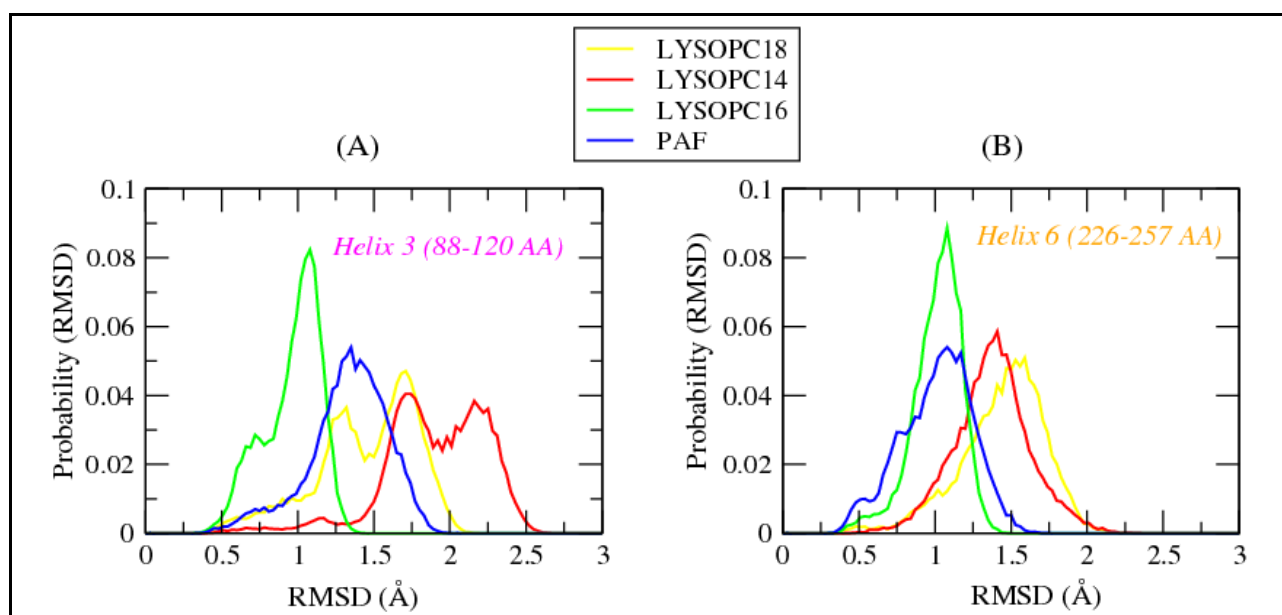 LYSOPC18
LYSOPC14
LYSOPC16
PAF
(A)
(B)
Helix 3 (88-120 AA)
Probability (RMSD)
0.1
0.08
0.06
0.04
0.02
0
0 0.5 1 1.5 2 2.5 3
RMSD (Å)
Helix 6 (226-257 AA)
Probability (RMSD)
0.1
0.08
0.06
0.04
0.02
0
0 0.5 1 1.5 2 2.5 3
RMSD (Å)